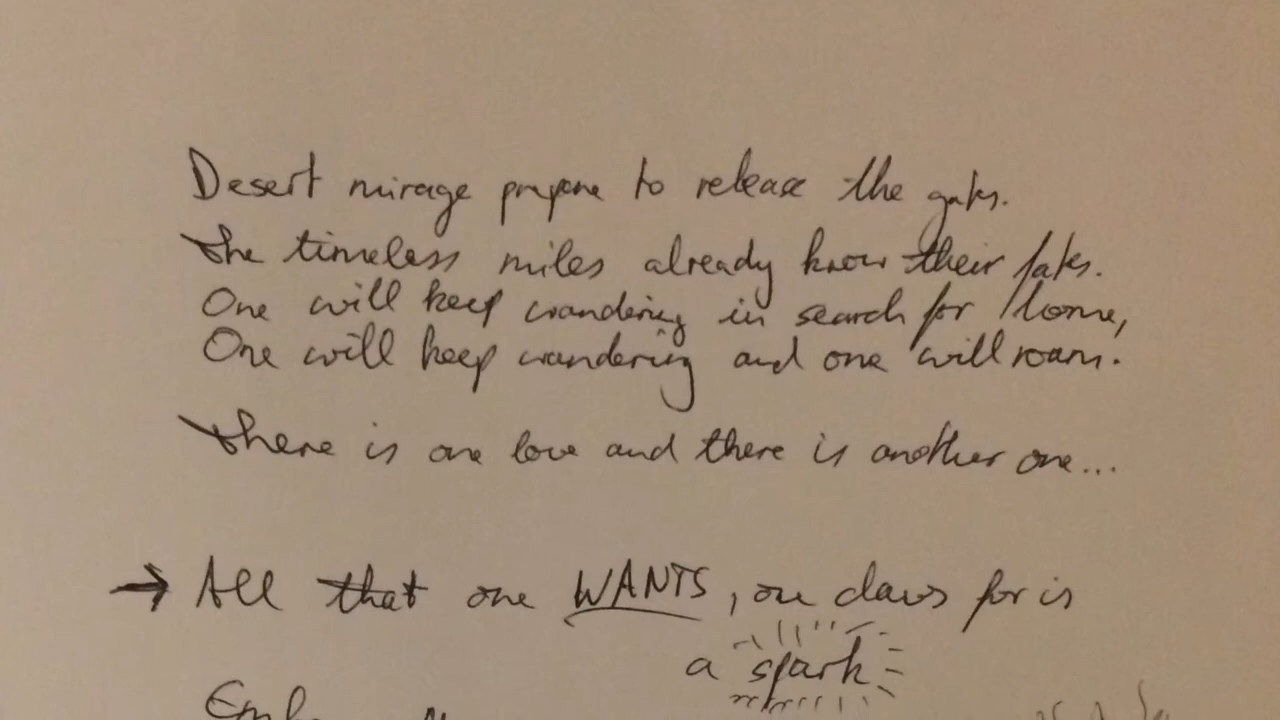 Desert mirage prepare to release the gates.
The timeless miles already know their fates.
One will keep wandering in search for home,
One will keep wandering and one will roam.
There is one love and there is another one...
→ All that one WANTS, one claws for is
a spark